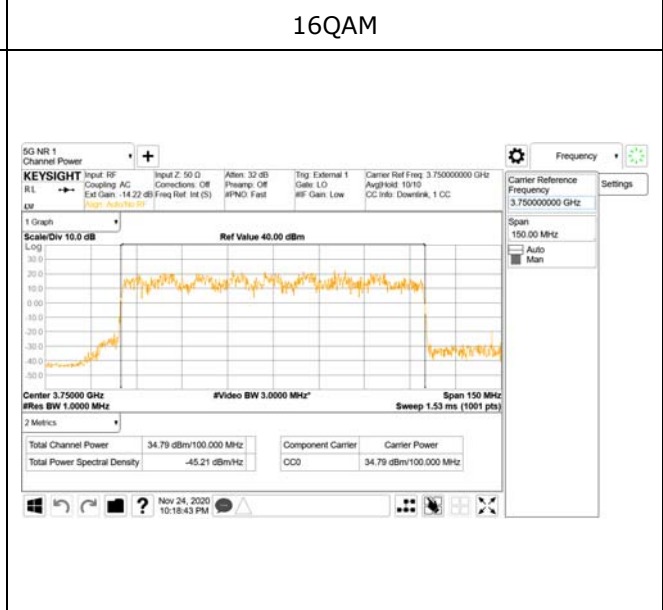 16QAM
5G NR 1
Channel Power
Frequency
KEYSIGHT
RL
Input: RF
Coupling: AC
Ext Gain: -14.22 dB
Align: Auto/No RF
Input Z: 50 Ω
Corrections: Off
Freq Ref: Int (S)
Atten: 32 dB
Preamp: Off
#PNO: Fast
Trig: External 1
Gate: LO
#IF Gain: Low
Carrier Ref Freq: 3.750000000 GHz
Avg|Hold: 10/10
CC Info: Downlink, 1 CC
Carrier Reference
Frequency
3.750000000 GHz
Settings
Span
150.00 MHz
Auto
Man
1 Graph
Scale/Div 10.0 dB
Ref Value 40.00 dBm
Log
30.0
20.0
10.0
0.00
-10.0
-20.0
-30.0
-40.0
-50.0
Center 3.75000 GHz
#Video BW 3.0000 MHz*
Span 150 MHz
#Res BW 1.0000 MHz
Sweep 1.53 ms (1001 pts)
2 Metrics
Total Channel Power 34.79 dBm/100.000 MHz
Total Power Spectral Density -45.21 dBm/Hz
Component Carrier Carrier Power
CC0 34.79 dBm/100.000 MHz
?
Nov 24, 2020
10:18:43 PM